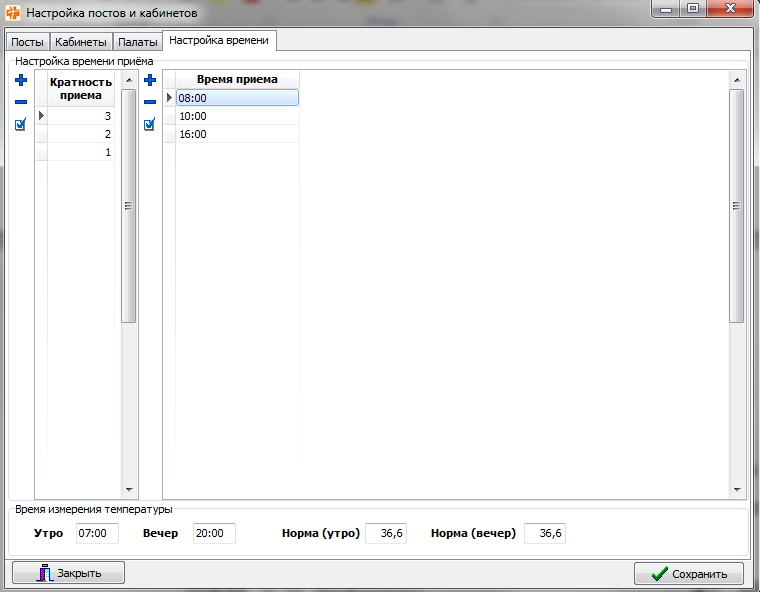 Настройка постов и кабинетов
Посты Кабинеты Палаты Настройка времени
Настройка времени приёма
Кратность приема
3
2
1
Время приема
08:00
10:00
16:00
Время измерения температуры
Утро 07:00 Вечер 20:00 Норма (утро) 36,6 Норма (вечер) 36,6
Закрыть Сохранить